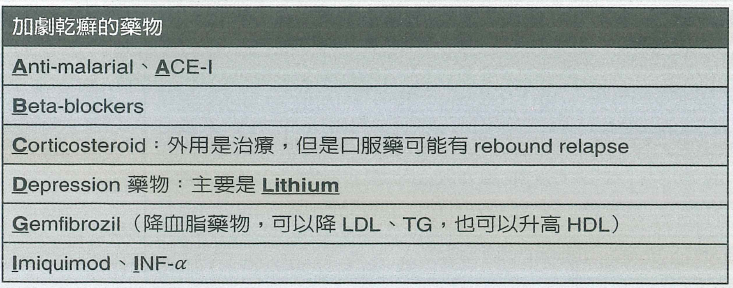 加劇乾癬的藥物
Anti-malarial、ACE-I
Beta-blockers
Corticosteroid：外用是治療，但是口服藥可能有 rebound relapse
Depression 藥物：主要是 Lithium
Gemfibrozil（降血脂藥物，可以降 LDL、TG，也可以升高 HDL）
Imiquimod、INF-α